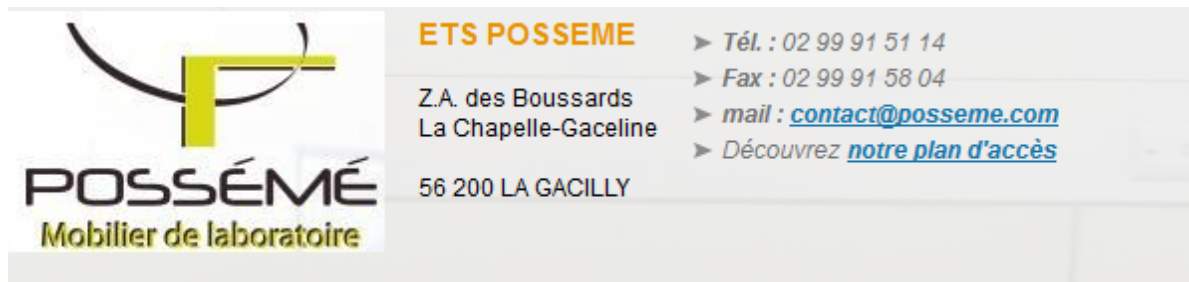 POSSÉMÉ
Mobilier de laboratoire
ETS POSSEME
Z.A. des Boussards
La Chapelle-Gaceline
56 200 LA GACILLY
➤ Tél. : 02 99 91 51 14
➤ Fax : 02 99 91 58 04
➤ mail : contact@posseme.com
➤ Découvrez notre plan d'accès